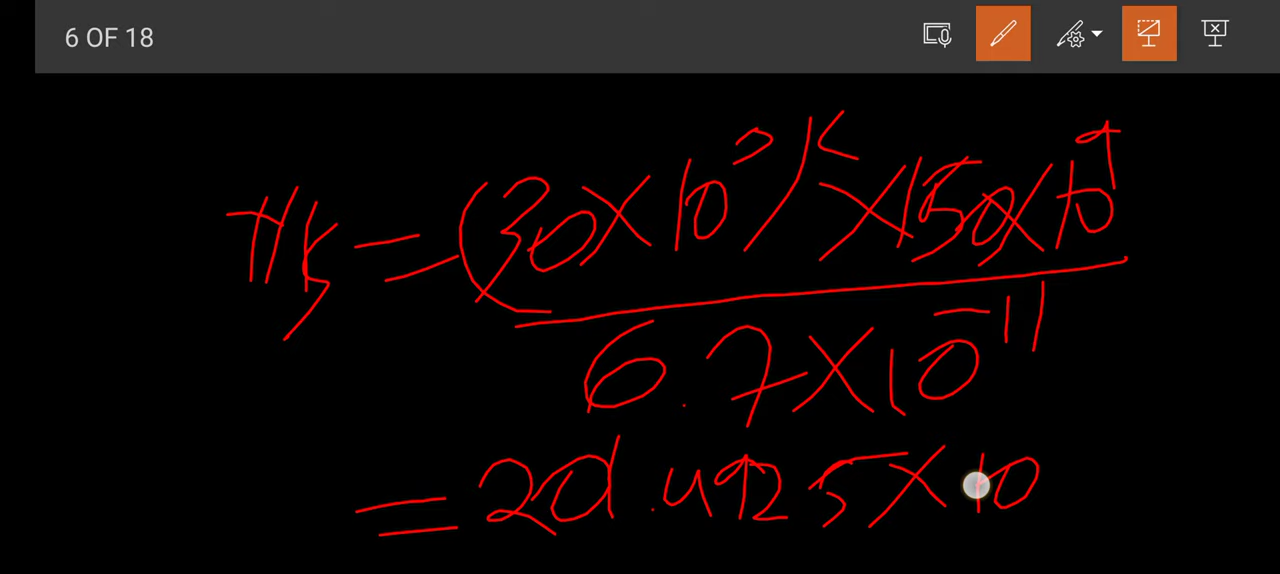 6 OF 18
Ms = (30 × 10³)² × 150 × 10⁹
6.7 × 10⁻¹¹
= 201.4925 × 10